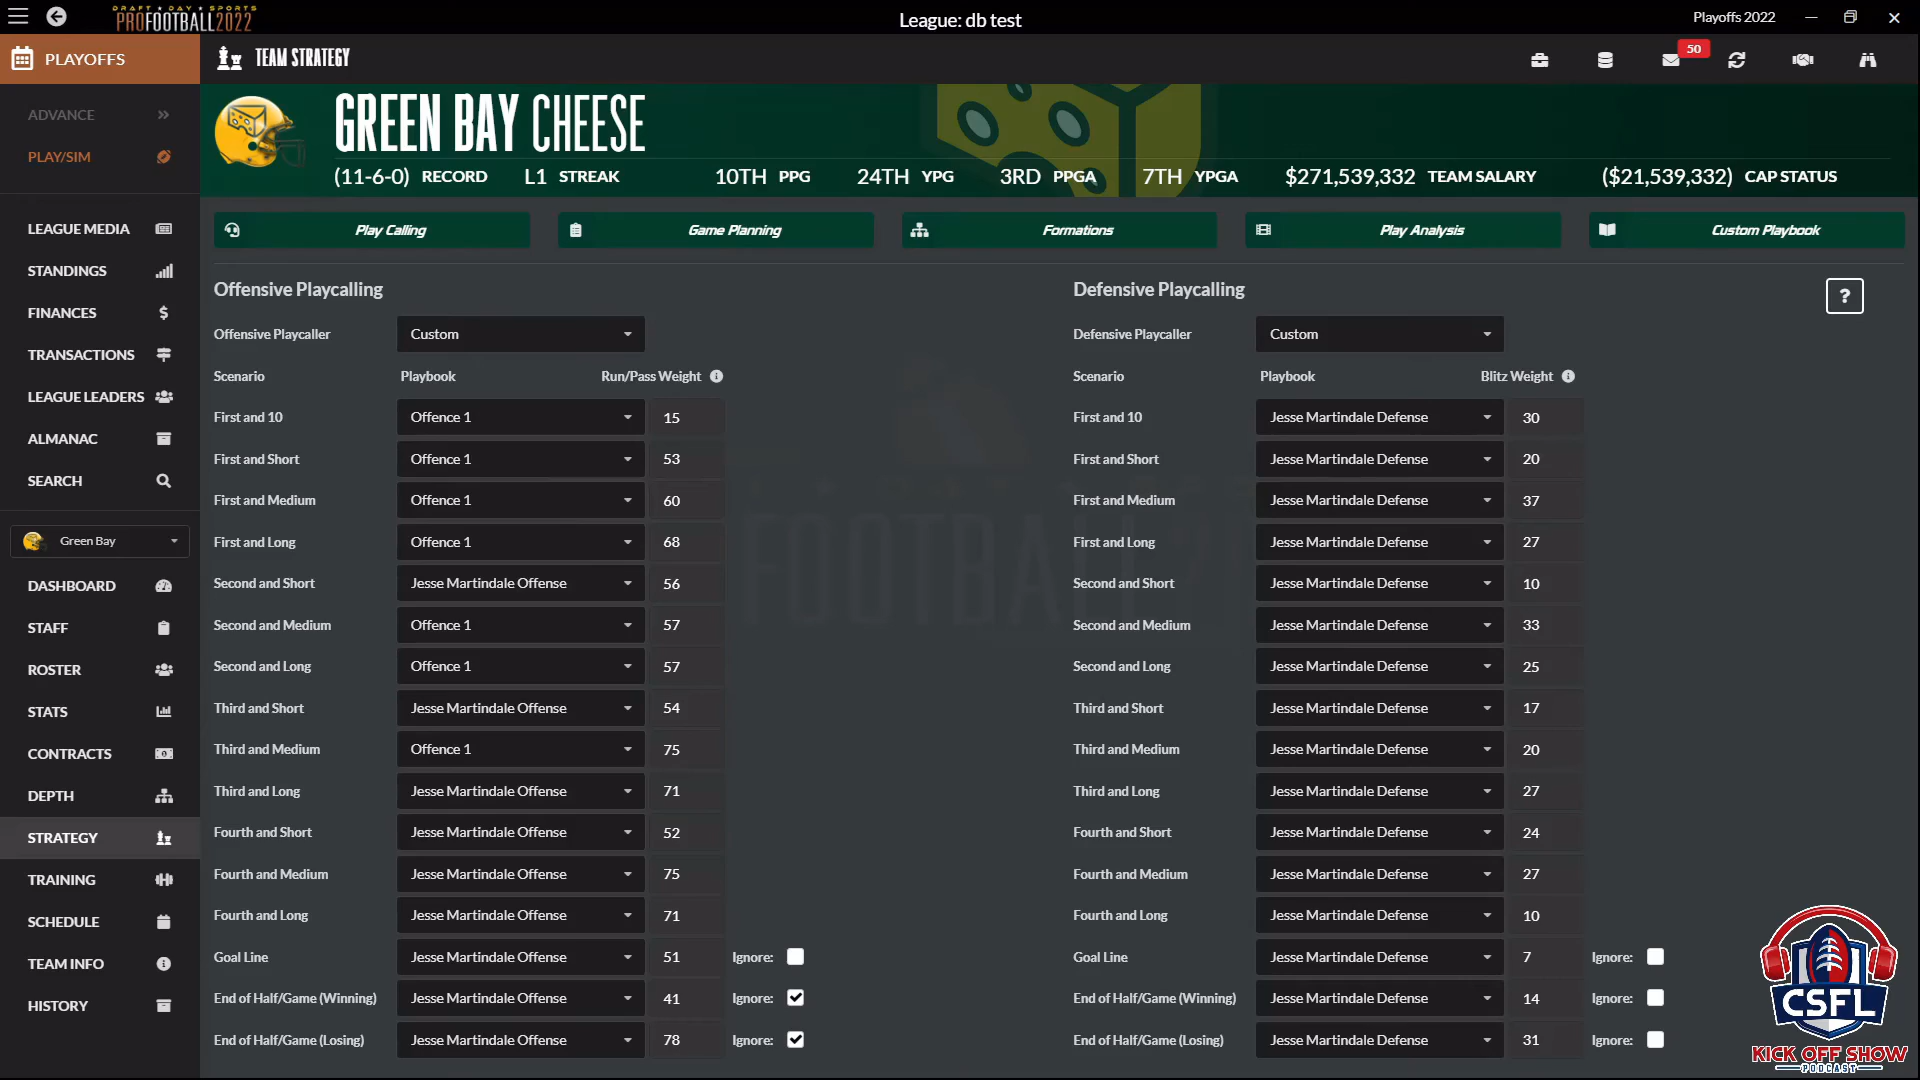 DRAFT DAY SPORTS
PROFOOTBALL2022
League: db test
Playoffs 2022
PLAYOFFS
TEAM STRATEGY
50
ADVANCE
PLAY/SIM
GREEN BAY CHEESE
(11-6-0) RECORD L1 STREAK 10TH PPG 24TH YPG 3RD PPGA 7TH YPGA $271,539,332 TEAM SALARY ($21,539,332) CAP STATUS
LEAGUE MEDIA
STANDINGS
FINANCES
TRANSACTIONS
LEAGUE LEADERS
ALMANAC
SEARCH
Green Bay
DASHBOARD
STAFF
ROSTER
STATS
CONTRACTS
DEPTH
STRATEGY
TRAINING
SCHEDULE
TEAM INFO
HISTORY
Play Calling Game Planning Formations Play Analysis Custom Playbook
Offensive Playcalling
Offensive Playcaller Custom
Scenario Playbook Run/Pass Weight
First and 10 Offence 1 15
First and Short Offence 1 53
First and Medium Offence 1 60
First and Long Offence 1 68
Second and Short Jesse Martindale Offense 56
Second and Medium Offence 1 57
Second and Long Offence 1 57
Third and Short Jesse Martindale Offense 54
Third and Medium Offence 1 75
Third and Long Jesse Martindale Offense 71
Fourth and Short Jesse Martindale Offense 52
Fourth and Medium Jesse Martindale Offense 75
Fourth and Long Jesse Martindale Offense 71
Goal Line Jesse Martindale Offense 51 Ignore:
End of Half/Game (Winning) Jesse Martindale Offense 41 Ignore:
End of Half/Game (Losing) Jesse Martindale Offense 78 Ignore:
Defensive Playcalling
?
Defensive Playcaller Custom
Scenario Playbook Blitz Weight
First and 10 Jesse Martindale Defense 30
First and Short Jesse Martindale Defense 20
First and Medium Jesse Martindale Defense 37
First and Long Jesse Martindale Defense 27
Second and Short Jesse Martindale Defense 10
Second and Medium Jesse Martindale Defense 33
Second and Long Jesse Martindale Defense 25
Third and Short Jesse Martindale Defense 17
Third and Medium Jesse Martindale Defense 20
Third and Long Jesse Martindale Defense 27
Fourth and Short Jesse Martindale Defense 24
Fourth and Medium Jesse Martindale Defense 27
Fourth and Long Jesse Martindale Defense 10
Goal Line Jesse Martindale Defense 7 Ignore:
End of Half/Game (Winning) Jesse Martindale Defense 14 Ignore:
End of Half/Game (Losing) Jesse Martindale Defense 31 Ignore:
FOOTBALL
CSFL
KICK OFF SHOW
PODCAST